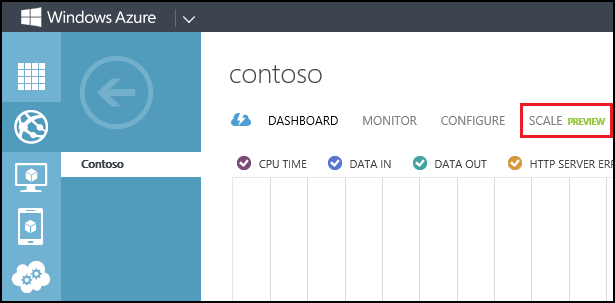 Windows Azure
contoso
DASHBOARD MONITOR CONFIGURE SCALE PREVIEW
Contoso
CPU TIME DATA IN DATA OUT HTTP SERVER ERR